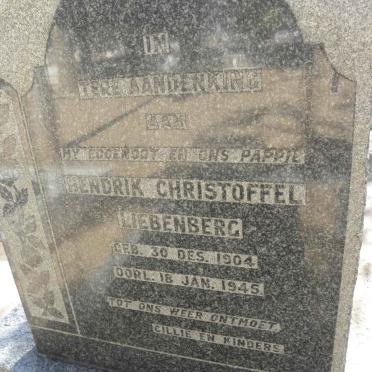 IN
TERE AANDENKING
AAN
MY EGGENOOT EN ONS PAPPIE
HENDRIK CHRISTOFFEL
LIEBENBERG
GEB. 30 DES. 1904
OORL. 18 JAN. 1945
TOT ONS WEER ONTMOET
CILLIE EN KINDERS